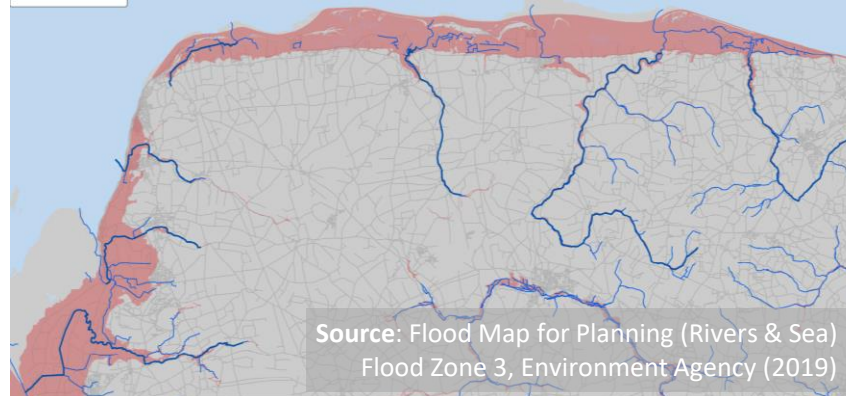 Source: Flood Map for Planning (Rivers & Sea)
Flood Zone 3, Environment Agency (2019)